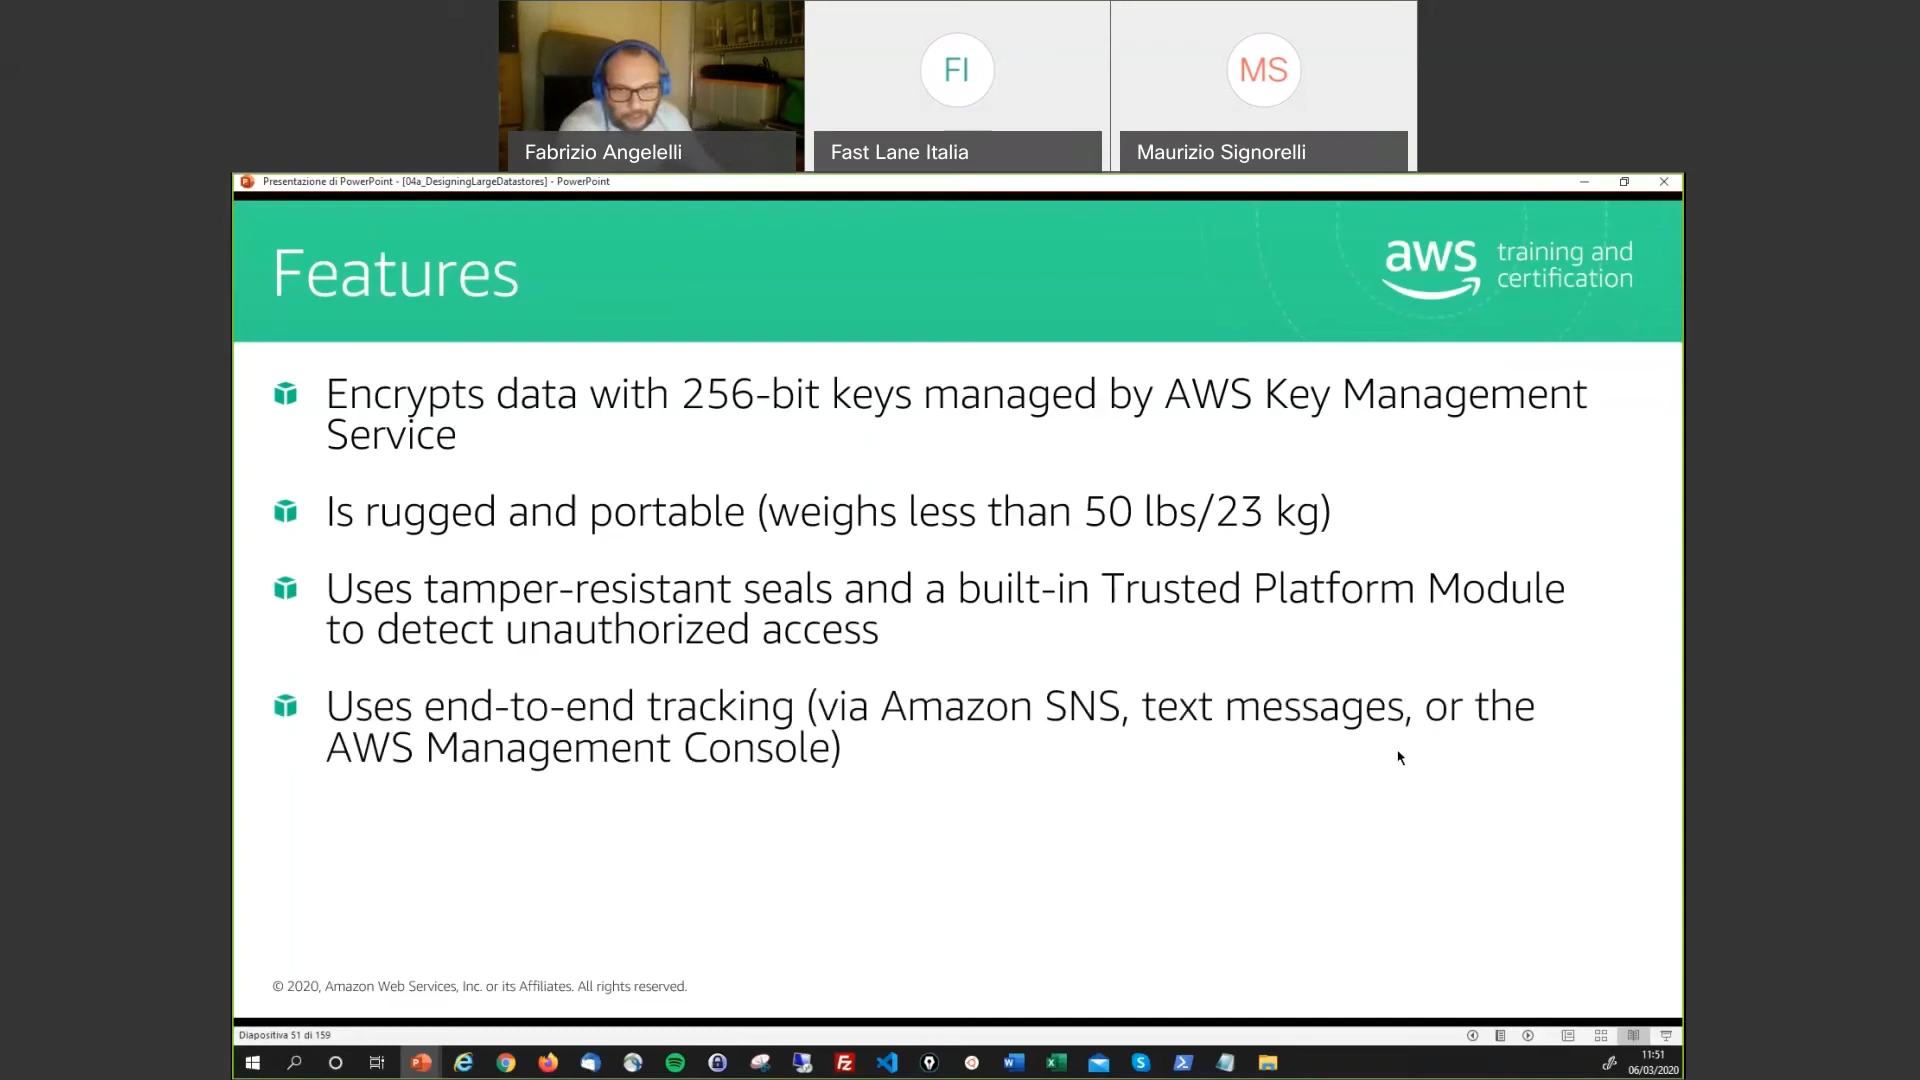 FI
MS
Fabrizio Angelelli
Fast Lane Italia
Maurizio Signorelli
Presentazione di PowerPoint - [04a_DesigningLargeDatastores] - PowerPoint
Features
aws training and
certification
Encrypts data with 256-bit keys managed by AWS Key Management
Service
Is rugged and portable (weighs less than 50 lbs/23 kg)
Uses tamper-resistant seals and a built-in Trusted Platform Module
to detect unauthorized access
Uses end-to-end tracking (via Amazon SNS, text messages, or the
AWS Management Console)
© 2020, Amazon Web Services, Inc. or its Affiliates. All rights reserved.
Diapositiva 51 di 159
11:51
06/03/2020